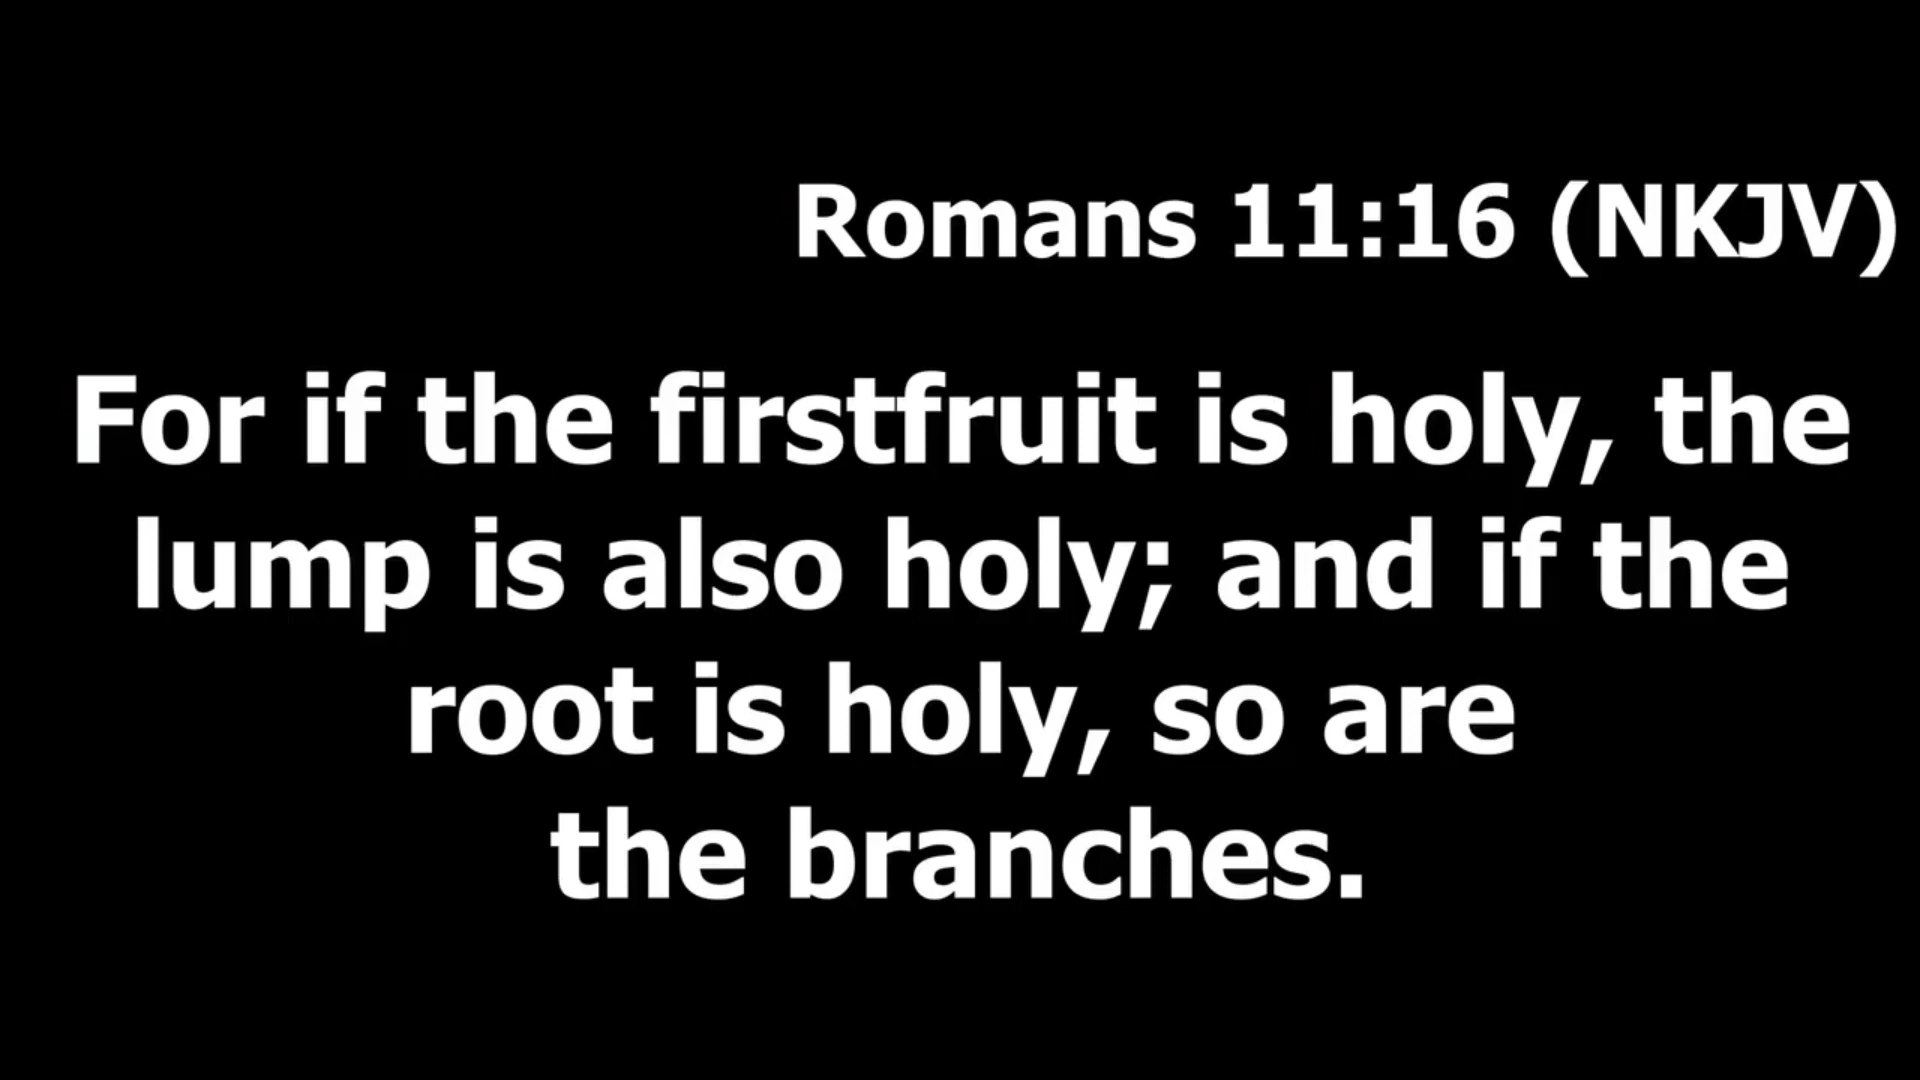 Romans 11:16 (NKJV)
For if the firstfruit is holy, the
lump is also holy; and if the
root is holy, so are
the branches.